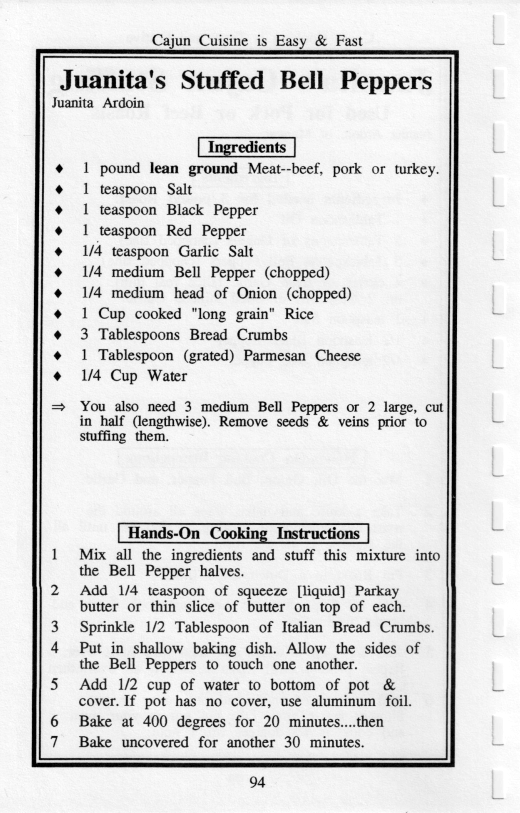 Cajun Cuisine is Easy & Fast
Juanita's Stuffed Bell Peppers
Juanita Ardoin
Ingredients
♦ 1 pound lean ground Meat--beef, pork or turkey.
♦ 1 teaspoon Salt
♦ 1 teaspoon Black Pepper
♦ 1 teaspoon Red Pepper
♦ 1/4 teaspoon Garlic Salt
♦ 1/4 medium Bell Pepper (chopped)
♦ 1/4 medium head of Onion (chopped)
♦ 1 Cup cooked "long grain" Rice
♦ 3 Tablespoons Bread Crumbs
♦ 1 Tablespoon (grated) Parmesan Cheese
♦ 1/4 Cup Water
⇒ You also need 3 medium Bell Peppers or 2 large, cut
in half (lengthwise). Remove seeds & veins prior to
stuffing them.
Hands-On Cooking Instructions
1 Mix all the ingredients and stuff this mixture into
the Bell Pepper halves.
2 Add 1/4 teaspoon of squeeze [liquid] Parkay
butter or thin slice of butter on top of each.
3 Sprinkle 1/2 Tablespoon of Italian Bread Crumbs.
4 Put in shallow baking dish. Allow the sides of
the Bell Peppers to touch one another.
5 Add 1/2 cup of water to bottom of pot &
cover. If pot has no cover, use aluminum foil.
6 Bake at 400 degrees for 20 minutes....then
7 Bake uncovered for another 30 minutes.
94